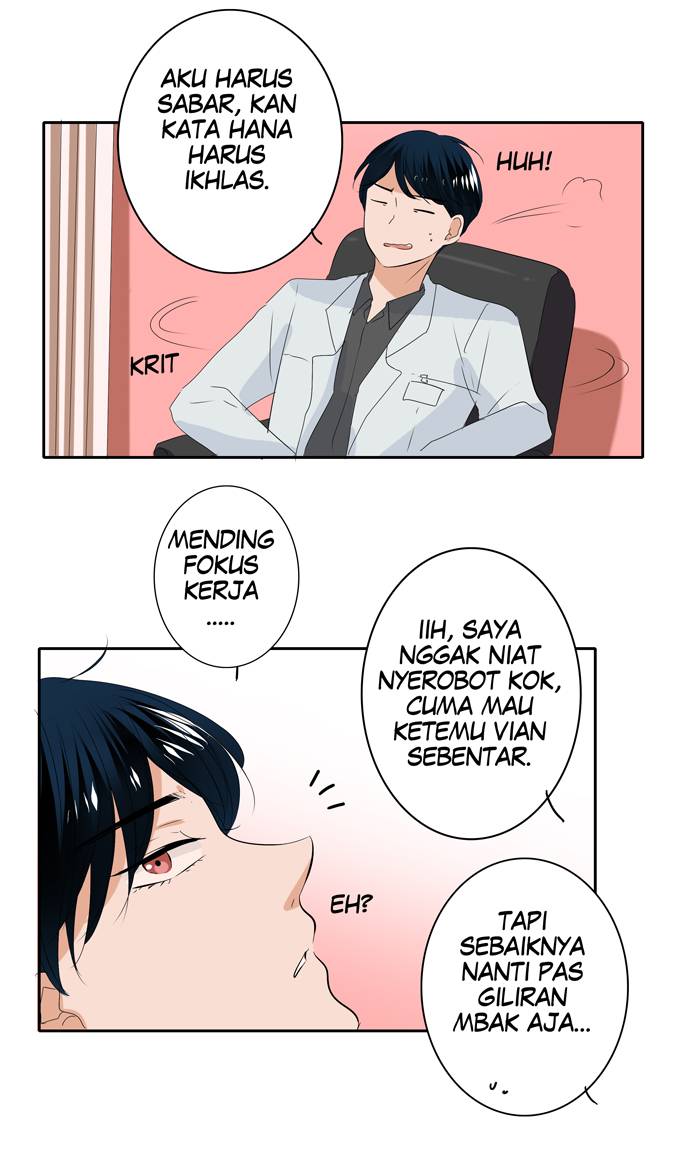 AKU HARUS
SABAR, KAN
KATA HANA
HARUS
IKHLAS.
HUH!
KRIT
MENDING
FOKUS
KERJA
.....
IIH, SAYA
NGGAK NIAT
NYEROBOT KOK,
CUMA MAU
KETEMU VIAN
SEBENTAR.
EH?
TAPI
SEBAIKNYA
NANTI PAS
GILIRAN
MBAK AJA...